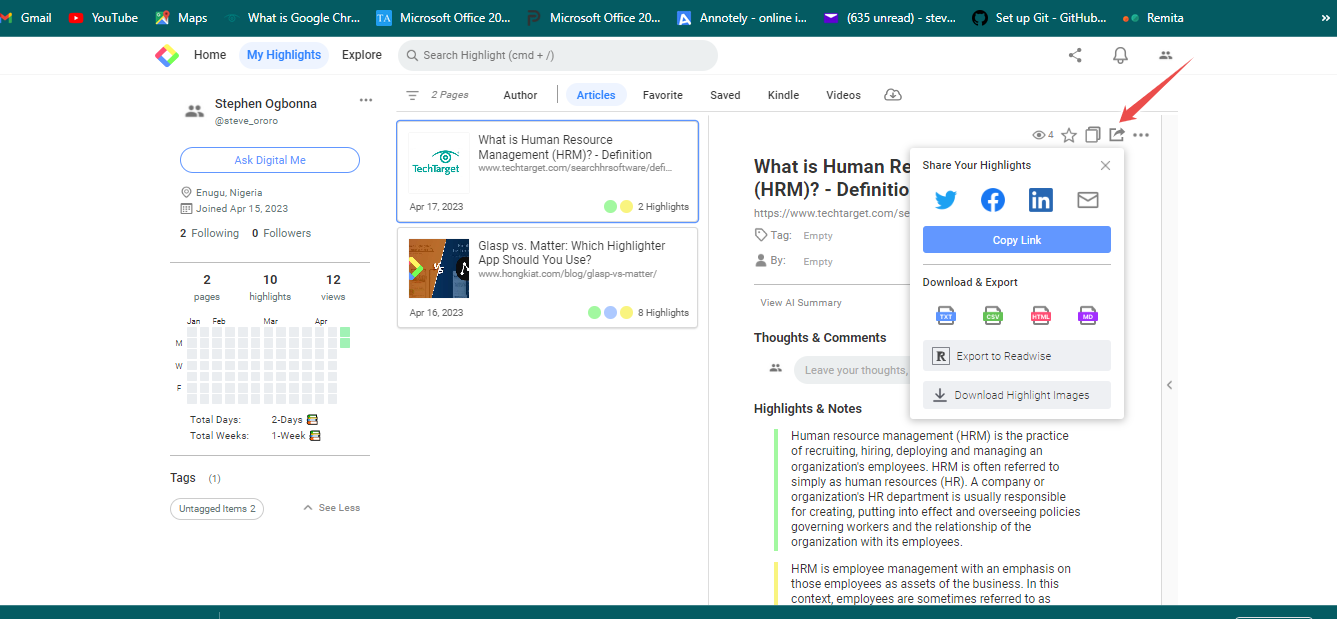 Gmail
YouTube
Maps
What is Google Chr...
TA
Microsoft Office 20...
Microsoft Office 20...
Annotely - online i...
(635 unread) - stev...
Set up Git - GitHub...
Remita
»
Home
My Highlights
Explore
Search Highlight (cmd + /)
Stephen Ogbonna
@steve_ororo
Ask Digital Me
Enugu, Nigeria
Joined Apr 15, 2023
2 Following
0 Followers
2
10
12
pages
highlights
views
Jan
Feb
Mar
Apr
M
W
F
Total Days:
2-Days
Total Weeks:
1-Week
Tags
(1)
Untagged Items 2
See Less
2 Pages
Author
Articles
Favorite
Saved
Kindle
Videos
TechTarget
What is Human Resource
Management (HRM)? - Definition
www.techtarget.com/searchhrsoftware/defi...
Apr 17, 2023
2 Highlights
VS
Glasp vs. Matter: Which Highlighter
App Should You Use?
www.hongkiat.com/blog/glasp-vs-matter/
Apr 16, 2023
8 Highlights
4
What is Human Re
(HRM)? - Definitio
https://www.techtarget.com/se
Tag:
Empty
By:
Empty
View AI Summary
Thoughts & Comments
Leave your thoughts,
Highlights & Notes
Human resource management (HRM) is the practice
of recruiting, hiring, deploying and managing an
organization's employees. HRM is often referred to
simply as human resources (HR). A company or
organization's HR department is usually responsible
for creating, putting into effect and overseeing policies
governing workers and the relationship of the
organization with its employees.
HRM is employee management with an emphasis on
those employees as assets of the business. In this
context, employees are sometimes referred to as
Share Your Highlights
Copy Link
Download & Export
TXT
CSV
HTML
MD
R
Export to Readwise
Download Highlight Images